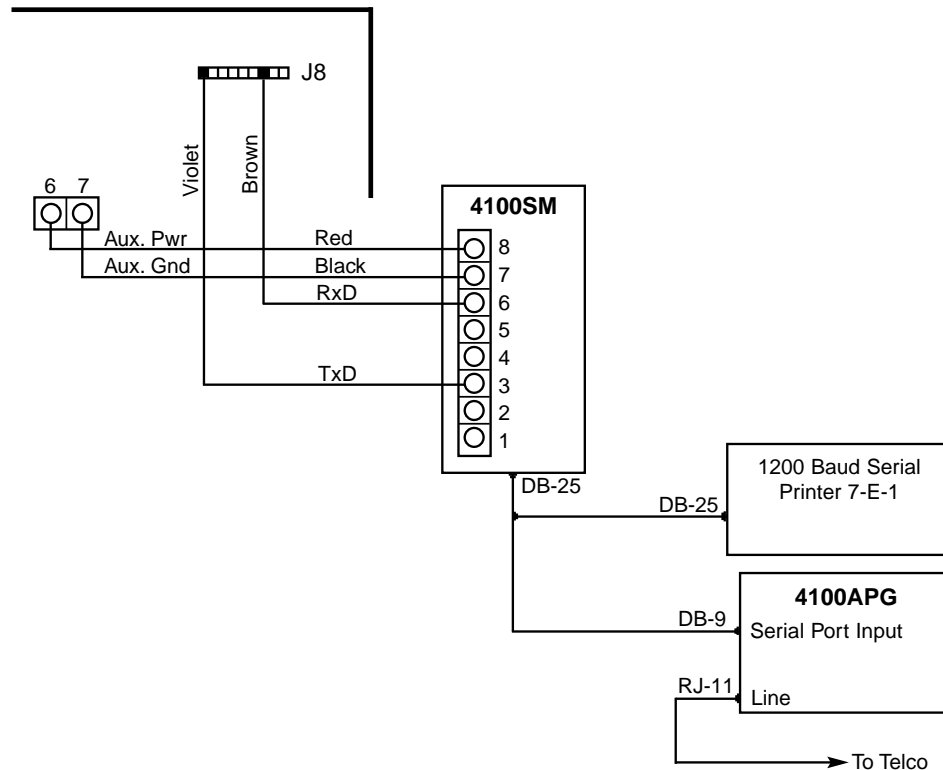 J8
Violet
Brown
6 7
4100SM
Aux. Pwr Red 8
Aux. Gnd Black 7
RxD 6
5
4
TxD 3
2
1
DB-25
DB-25
1200 Baud Serial
Printer 7-E-1
4100APG
DB-9 Serial Port Input
RJ-11 Line
To Telco